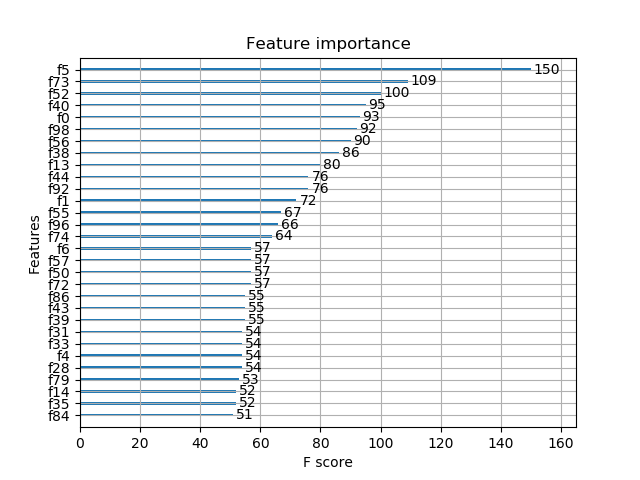 Feature importance
f5 150
f73 109
f52 100
f40 95
f0 93
f98 92
f56 90
f38 86
f13 80
f44 76
f92 76
f1 72
f55 67
f96 66
f74 64
f6 57
f57 57
f50 57
f72 57
f86 55
f43 55
f39 55
f31 54
f33 54
f4 54
f28 54
f79 53
f14 52
f35 52
f84 51
Features
0 20 40 60 80 100 120 140 160
F score